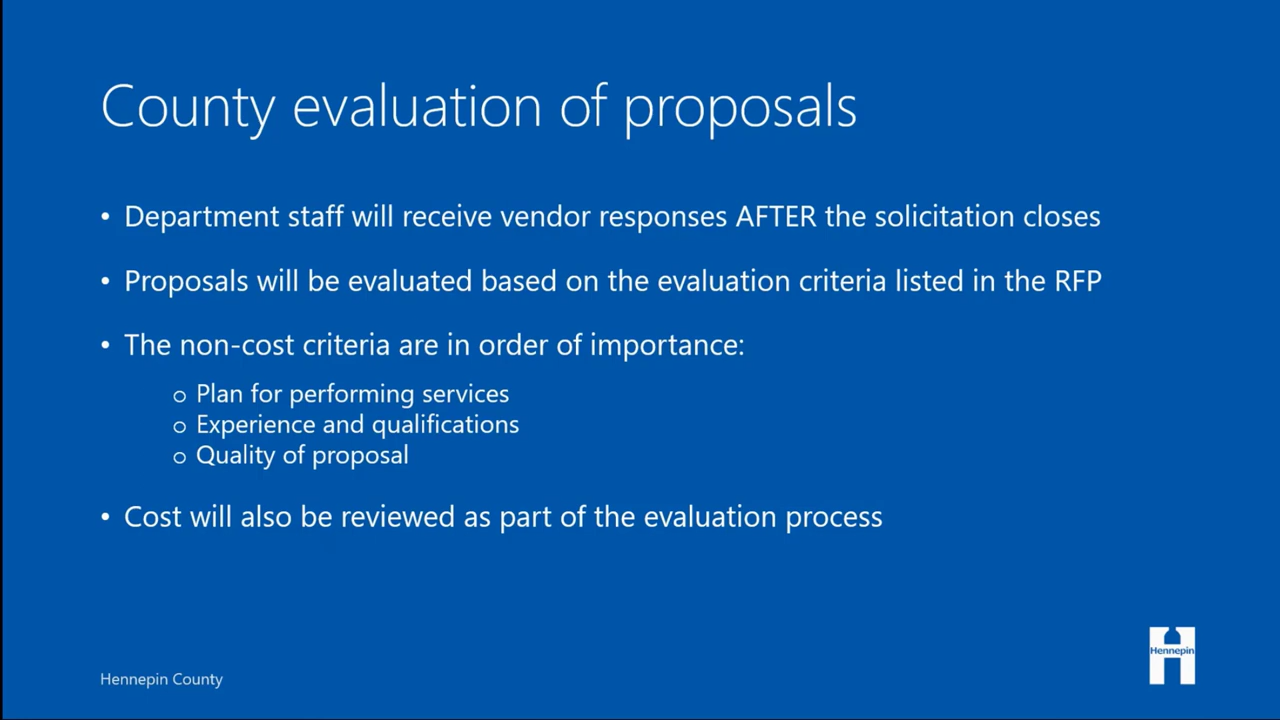 County evaluation of proposals
• Department staff will receive vendor responses AFTER the solicitation closes
• Proposals will be evaluated based on the evaluation criteria listed in the RFP
• The non-cost criteria are in order of importance:
o Plan for performing services
o Experience and qualifications
o Quality of proposal
• Cost will also be reviewed as part of the evaluation process
Hennepin County
Hennepin